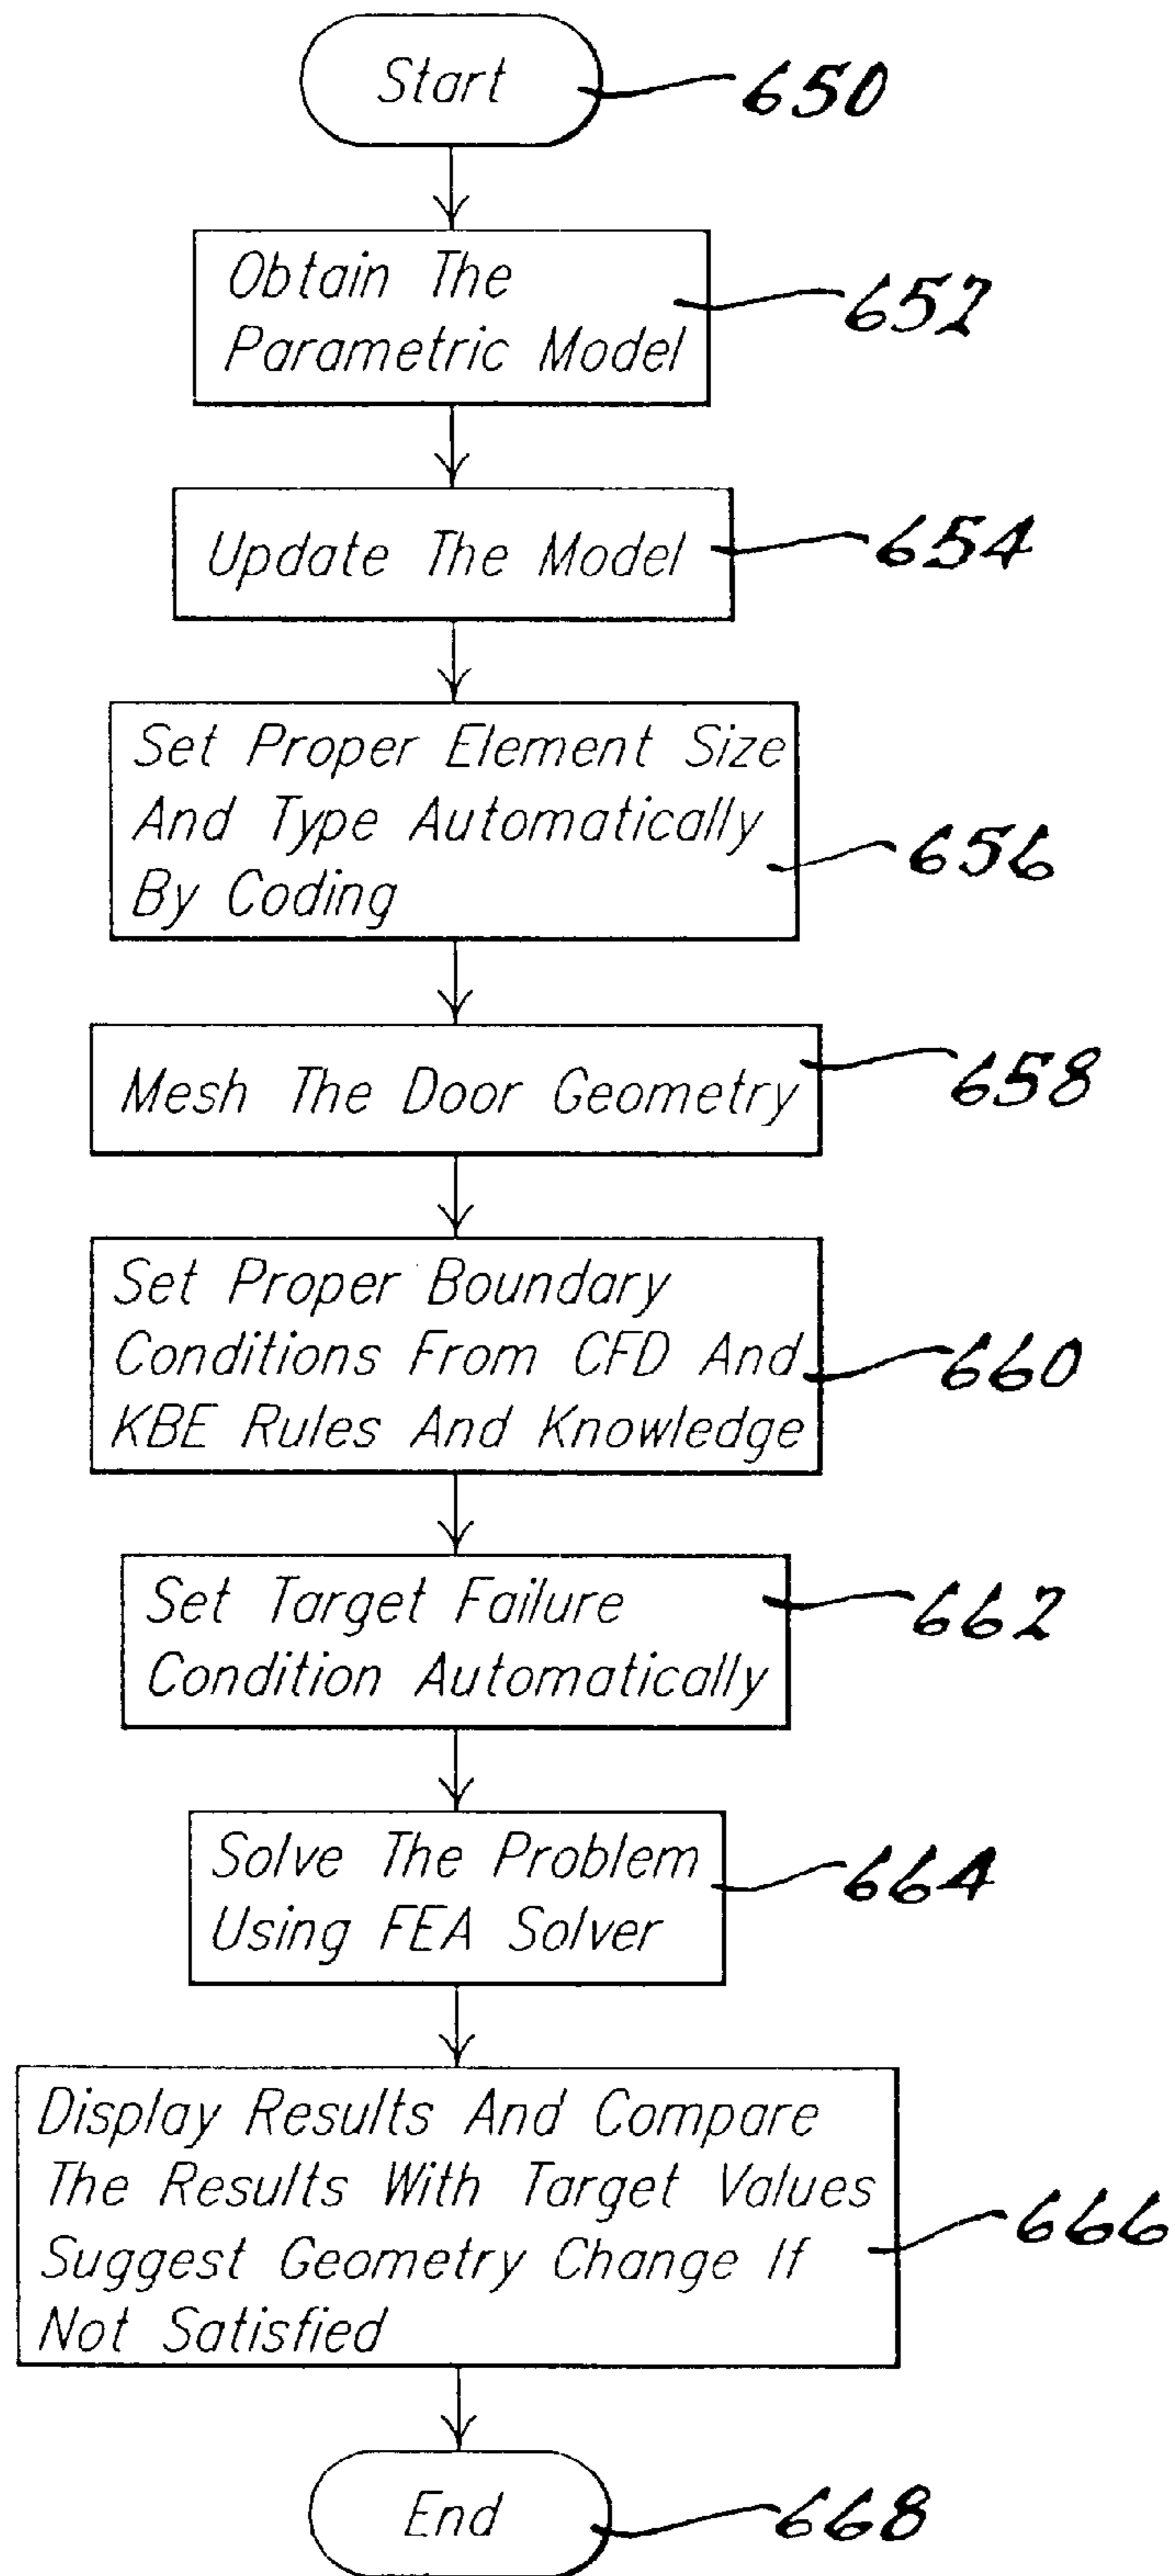 Start
650
Obtain The
Parametric Model
652
Update The Model
654
Set Proper Element Size
And Type Automatically
By Coding
656
Mesh The Door Geometry
658
Set Proper Boundary
Conditions From CFD And
KBE Rules And Knowledge
660
Set Target Failure
Condition Automatically
662
Solve The Problem
Using FEA Solver
664
Display Results And Compare
The Results With Target Values
Suggest Geometry Change If
Not Satisfied
666
End
668